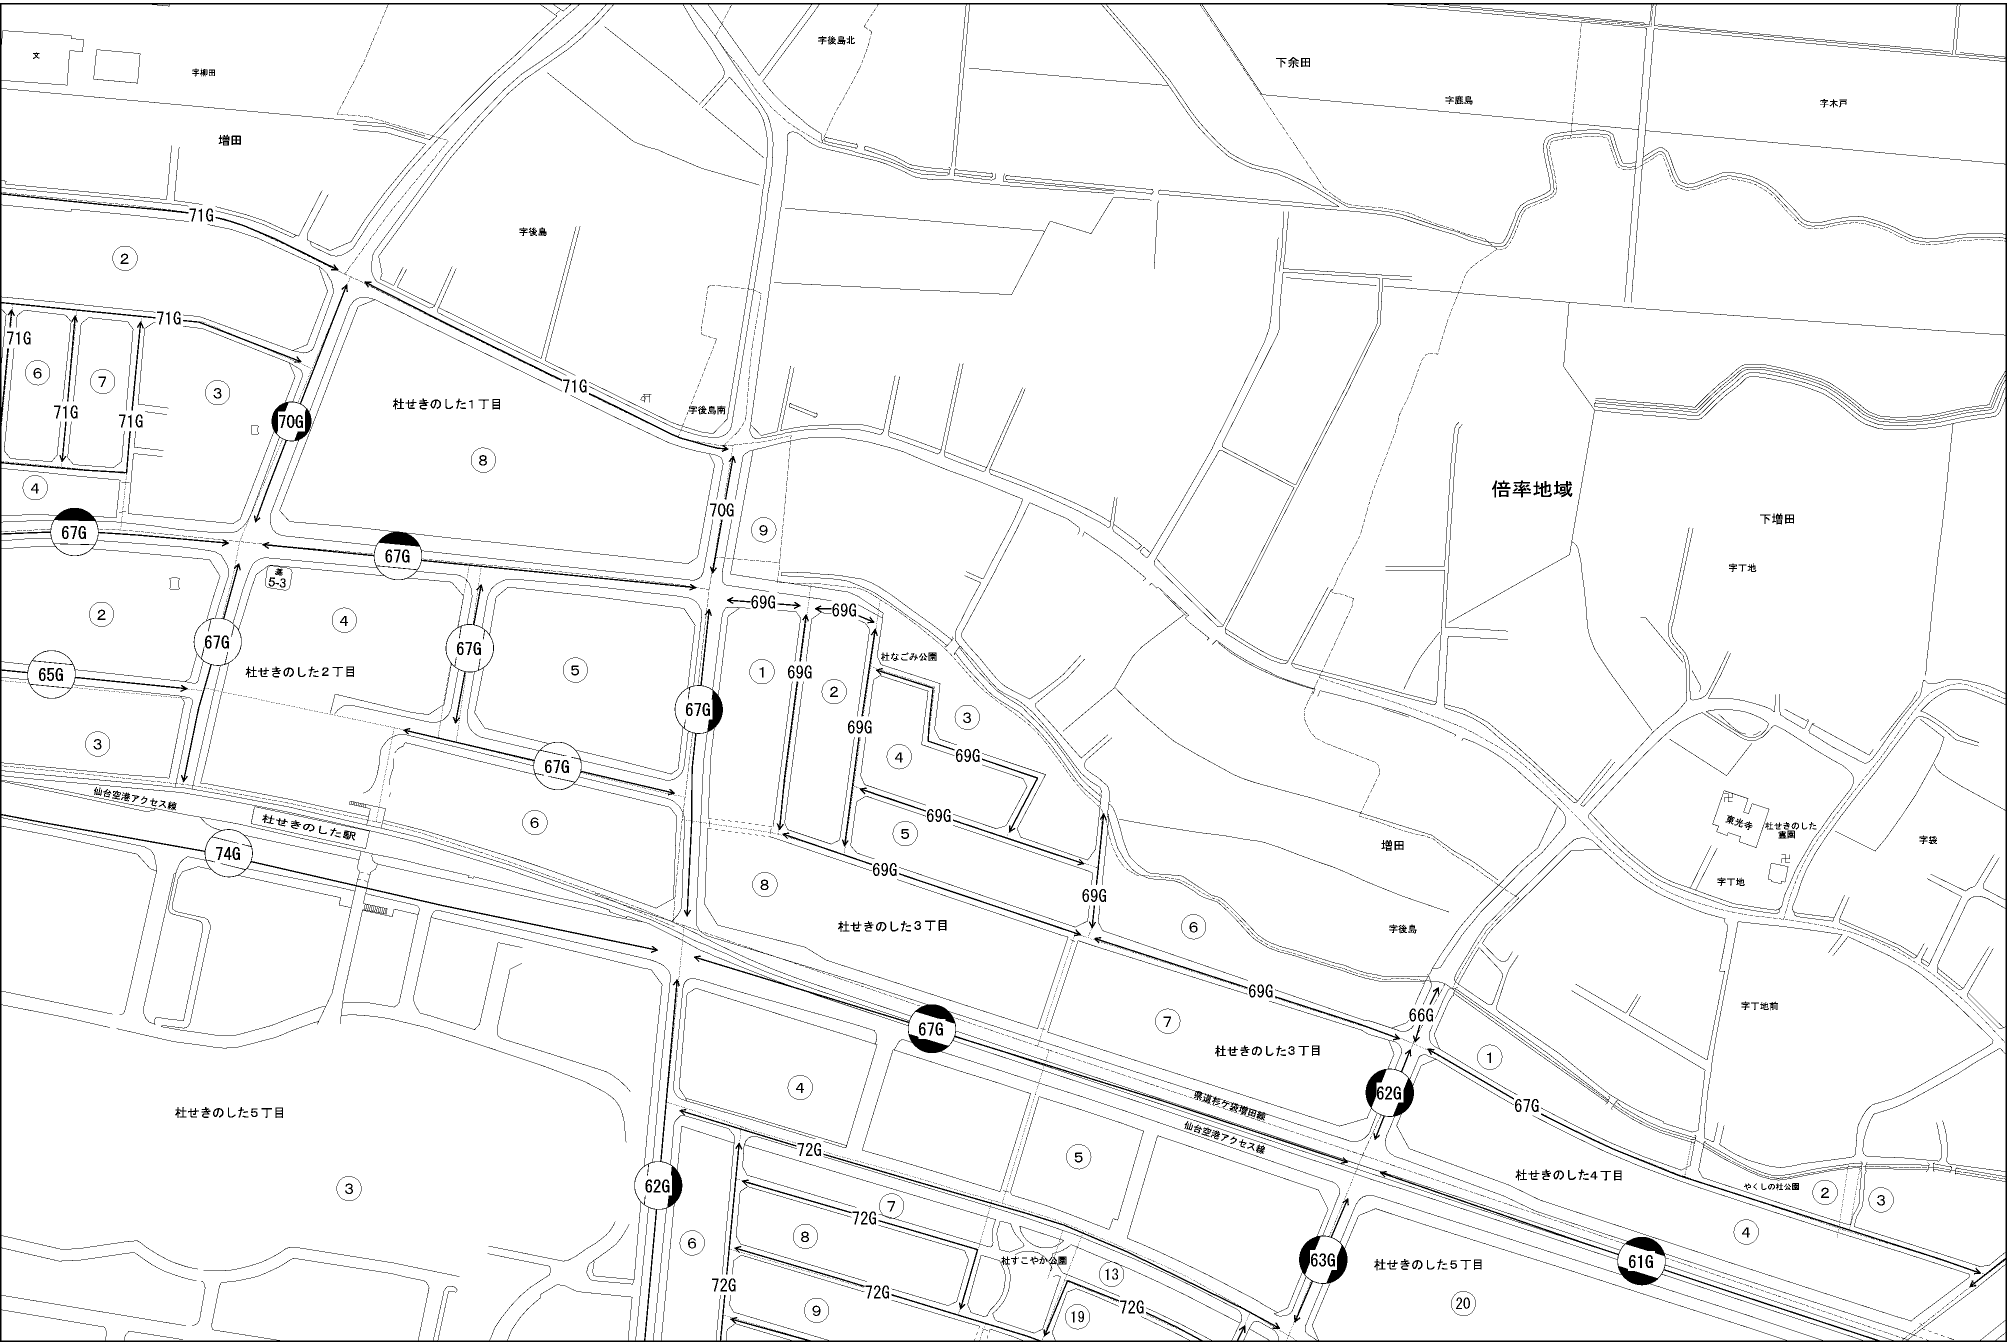 文
字柳田
字後島北
下余田
字鹿島
字木戸
増田
71G
字後島
②
71G
71G
⑥
71G
⑦
71G
③
70G
杜せきのした1丁目
71G
字後島南
⑧
④
70G
⑨
倍率地域
下増田
字丁地
67G
67G
基
5-3
②
67G
④
67G
69G
69G
65G
杜せきのした2丁目
⑤
①
69G
②
杜なごみ公園
67G
③
69G
③
67G
④
69G
仙台空港アクセス線
杜せきのした駅
⑥
69G
⑤
東光寺
杜せきのした
霊園
字袋
74G
増田
69G
⑧
字丁地
69G
杜せきのした3丁目
⑥
字後島
69G
字丁地前
67G
⑦
66G
杜せきのした3丁目
①
④
62G
県道杉ケ袋増田線
67G
杜せきのした5丁目
仙台空港アクセス線
72G
⑤
杜せきのした4丁目
③
62G
やくしの杜公園
②
③
⑦
72G
④
⑥
⑧
杜すこやか公園
63G
61G
杜せきのした5丁目
⑬
72G
72G
72G
⑨
⑲
⑳